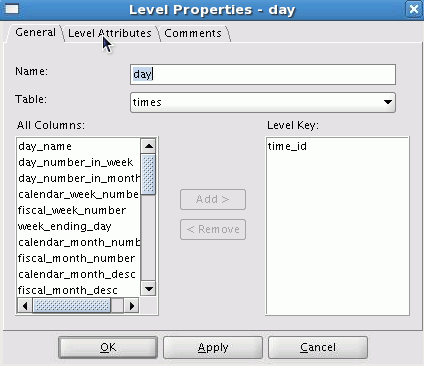 Level Properties - day
General Level Attributes Comments
Name: day
Table: times
All Columns: Level Key:
day_name time_id
day_number_in_week
day_number_in_month
calendar_week_numbe
fiscal_week_number
week_ending_day
calendar_month_numb
fiscal_month_number
calendar_month_desc
fiscal_month_desc
Add >
< Remove
OK Apply Cancel